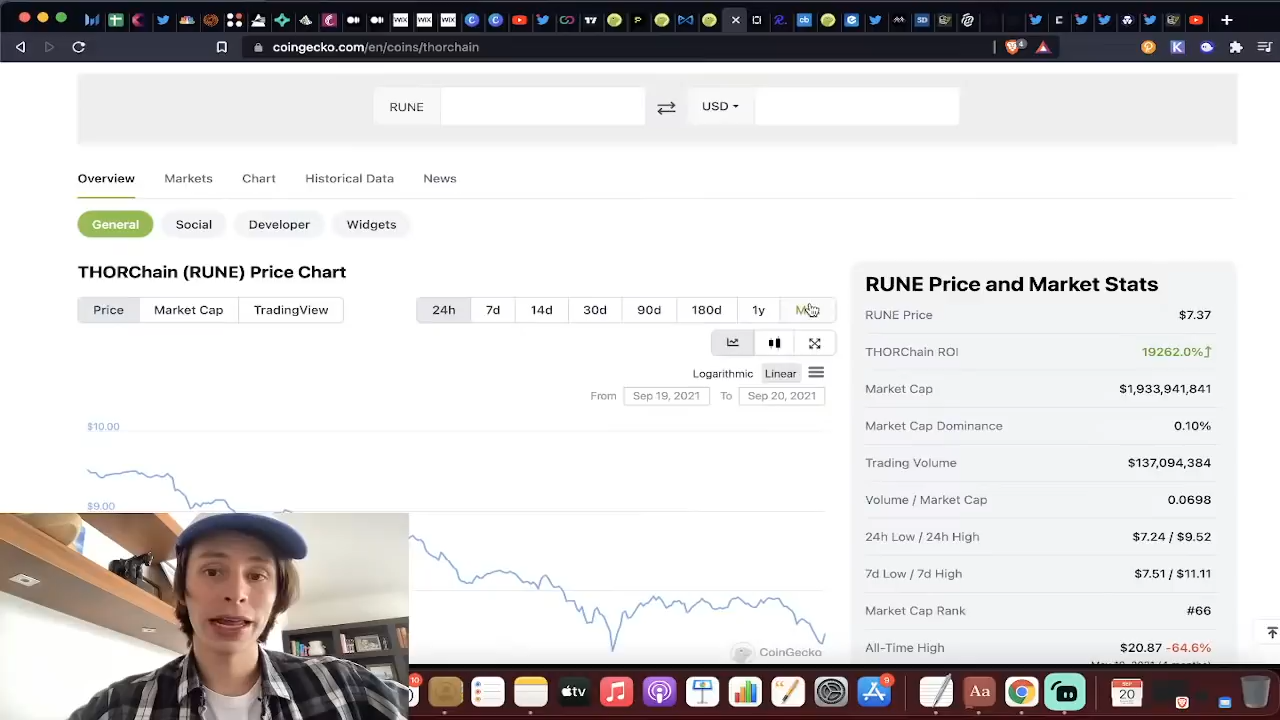 coingecko.com/en/coins/thorchain
RUNE
USD
Overview
Markets
Chart
Historical Data
News
General
Social
Developer
Widgets
THORChain (RUNE) Price Chart
Price
Market Cap
TradingView
24h
7d
14d
30d
90d
180d
1y
Logarithmic
Linear
From
Sep 19, 2021
To
Sep 20, 2021
$10.00
$9.00
CoinGecko
RUNE Price and Market Stats
RUNE Price $7.37
THORChain ROI 19262.0%↑
Market Cap $1,933,941,841
Market Cap Dominance 0.10%
Trading Volume $137,094,384
Volume / Market Cap 0.0698
24h Low / 24h High $7.24 / $9.52
7d Low / 7d High $7.51 / $11.11
Market Cap Rank #66
All-Time High $20.87 -64.6%
tv
Aa
SEP
20